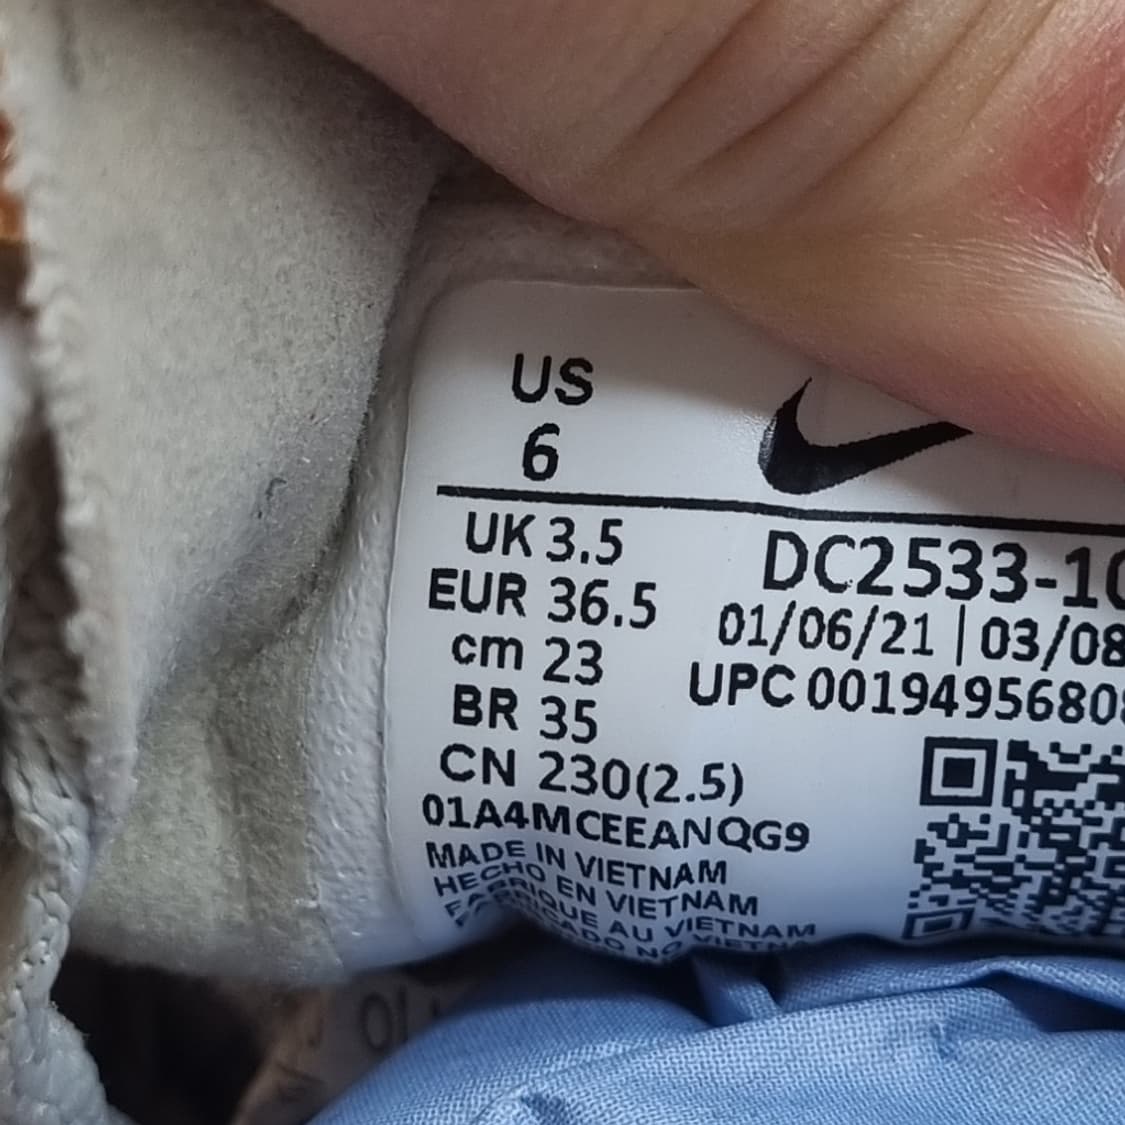 US
6
UK 3.5
EUR 36.5
cm 23
BR 35
CN 230(2.5)
01A4MCEEANQG9
MADE IN VIETNAM
HECHO EN VIETNAM
FABRIQUE AU VIETNAM
DC2533-10
01/06/21 | 03/08
UPC 00194956808
01